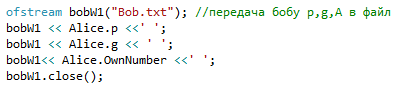 ofstream bobW1("Bob.txt"); //передача бобу p,g,A в файл
bobW1 << Alice.p <<' ';
bobW1 << Alice.g << ' ';
bobW1<< Alice.OwnNumber <<' ';
bobW1.close();